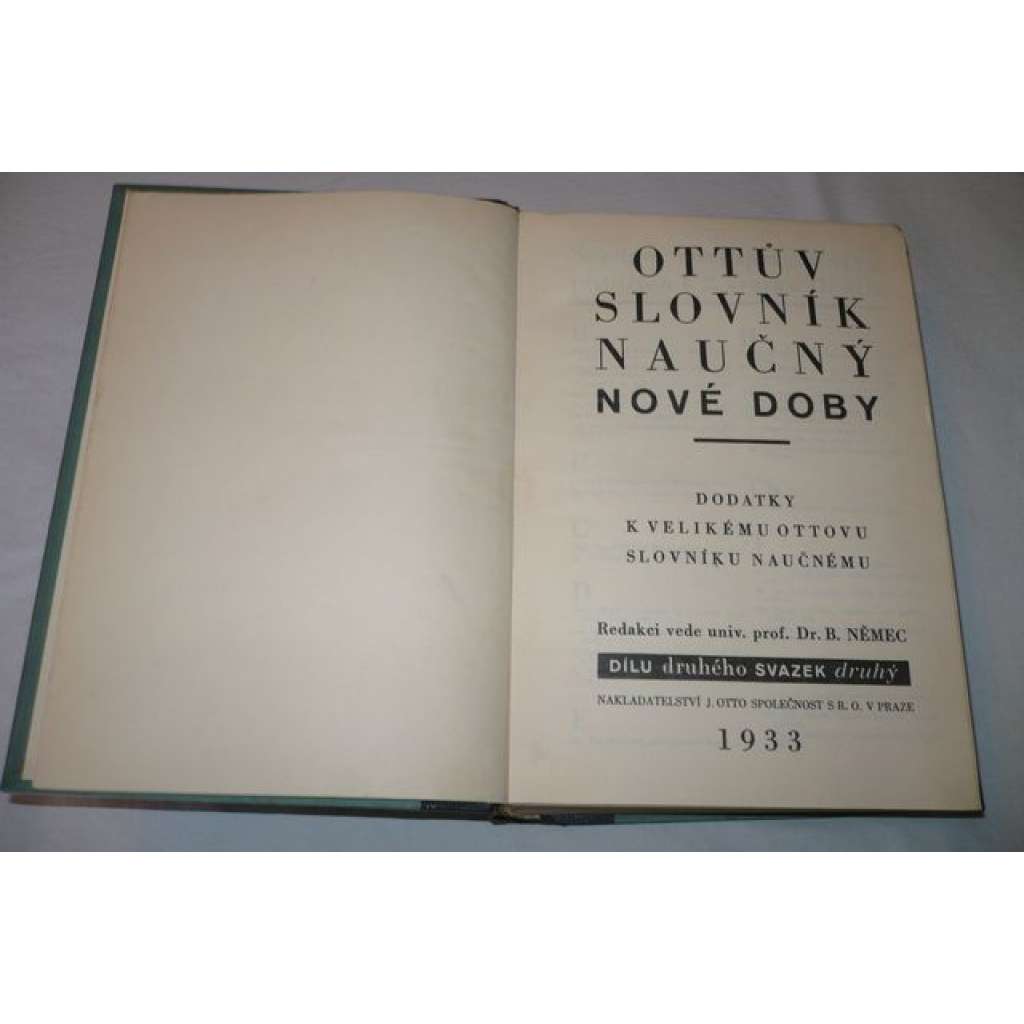 OTTŮV
SLOVNÍK
NAUČNÝ
NOVÉ DOBY
DODATKY
K VELIKÉMU OTTOVU
SLOVNÍKU NAUČNÉMU
Redakci vede univ. prof. Dr. B. NĚMEC
DÍLU druhého SVAZEK druhý
NAKLADATELSTVÍ J. OTTO SPOLEČNOST S R. O. V PRAZE
1933